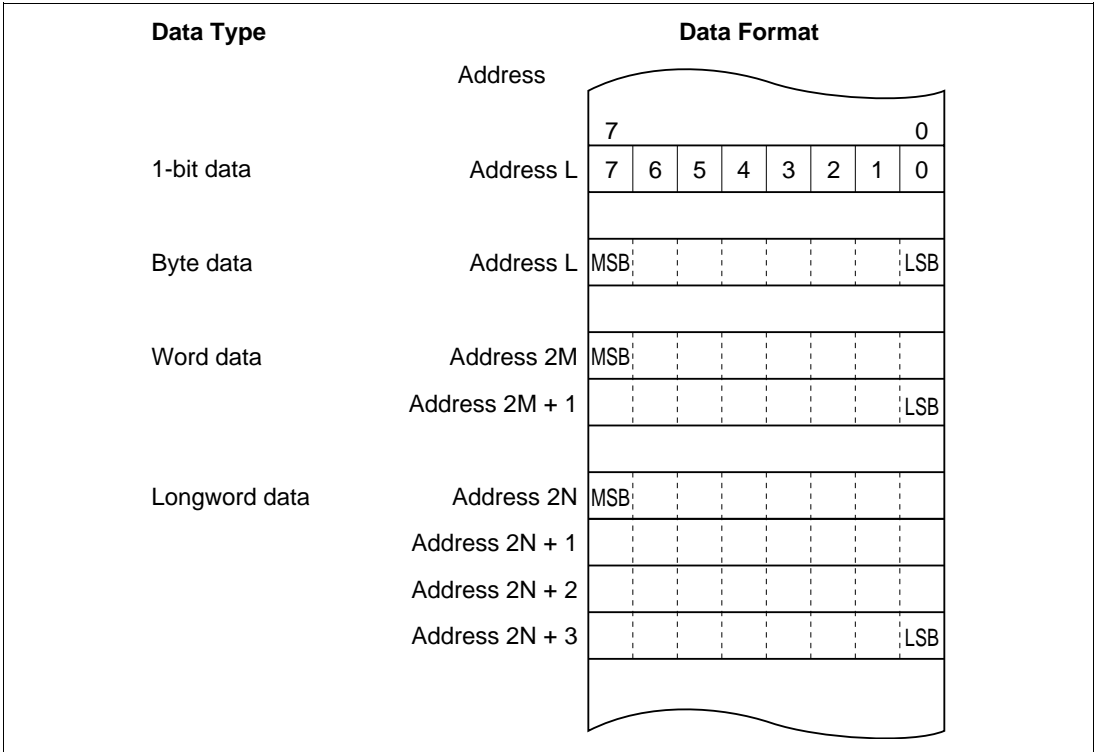 Data Type Data Format
Address
7 0
1-bit data Address L 7 6 5 4 3 2 1 0
Byte data Address L MSB LSB
Word data Address 2M MSB
Address 2M + 1 LSB
Longword data Address 2N MSB
Address 2N + 1
Address 2N + 2
Address 2N + 3 LSB